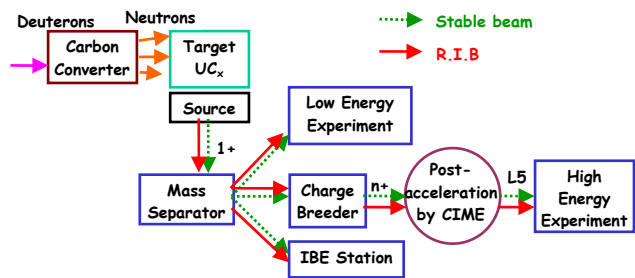 Deuterons
Neutrons
Carbon
Converter
Target
UCx
Stable beam
R.I.B
Source
1+
Low Energy
Experiment
Mass
Separator
Charge
Breeder
n+
Post-
acceleration
by CIME
L5
High
Energy
Experiment
IBE Station